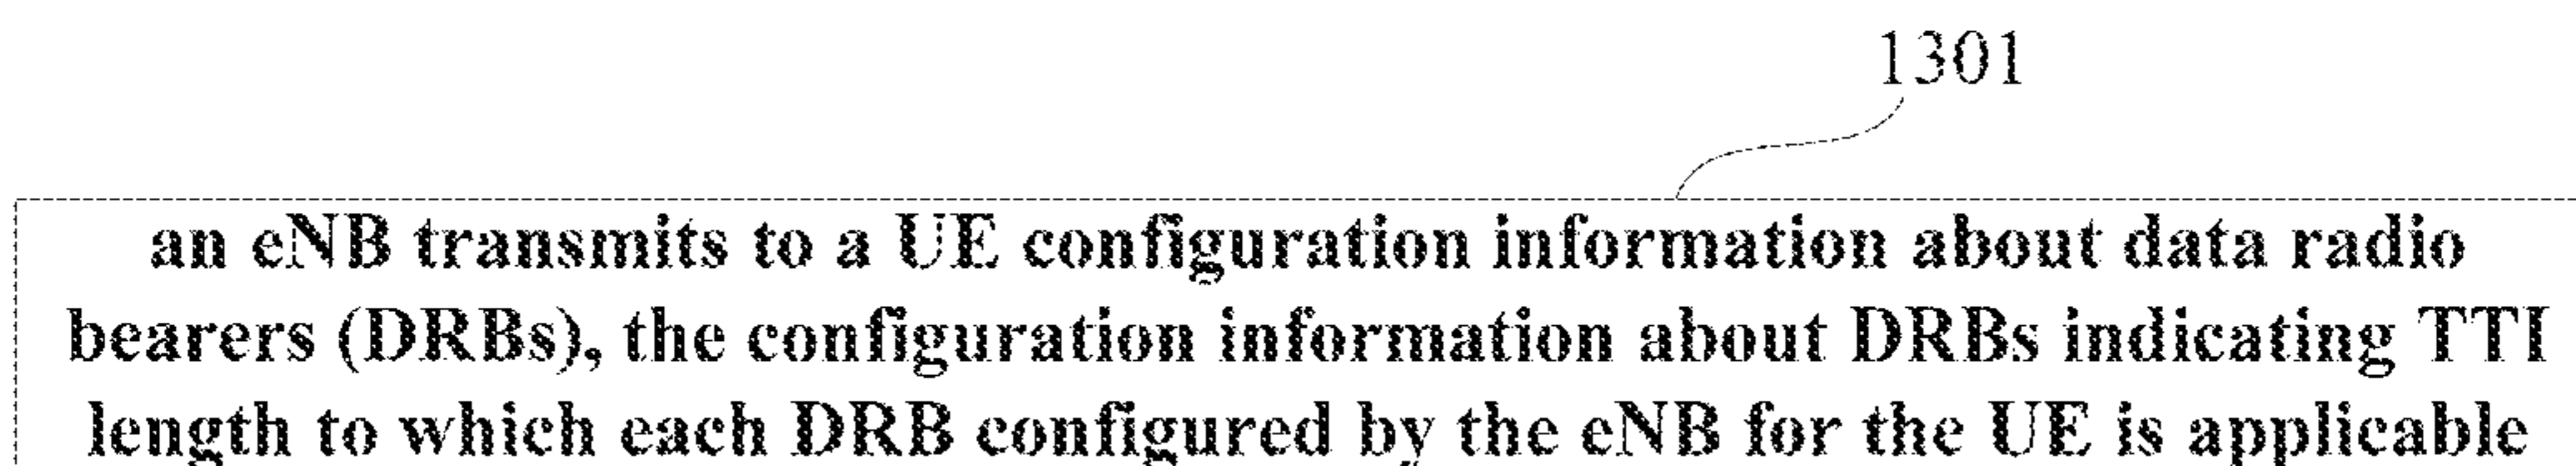 1301
an eNB transmits to a UE configuration information about data radio
bearers (DRBs), the configuration information about DRBs indicating TTI
length to which each DRB configured by the eNB for the UE is applicable